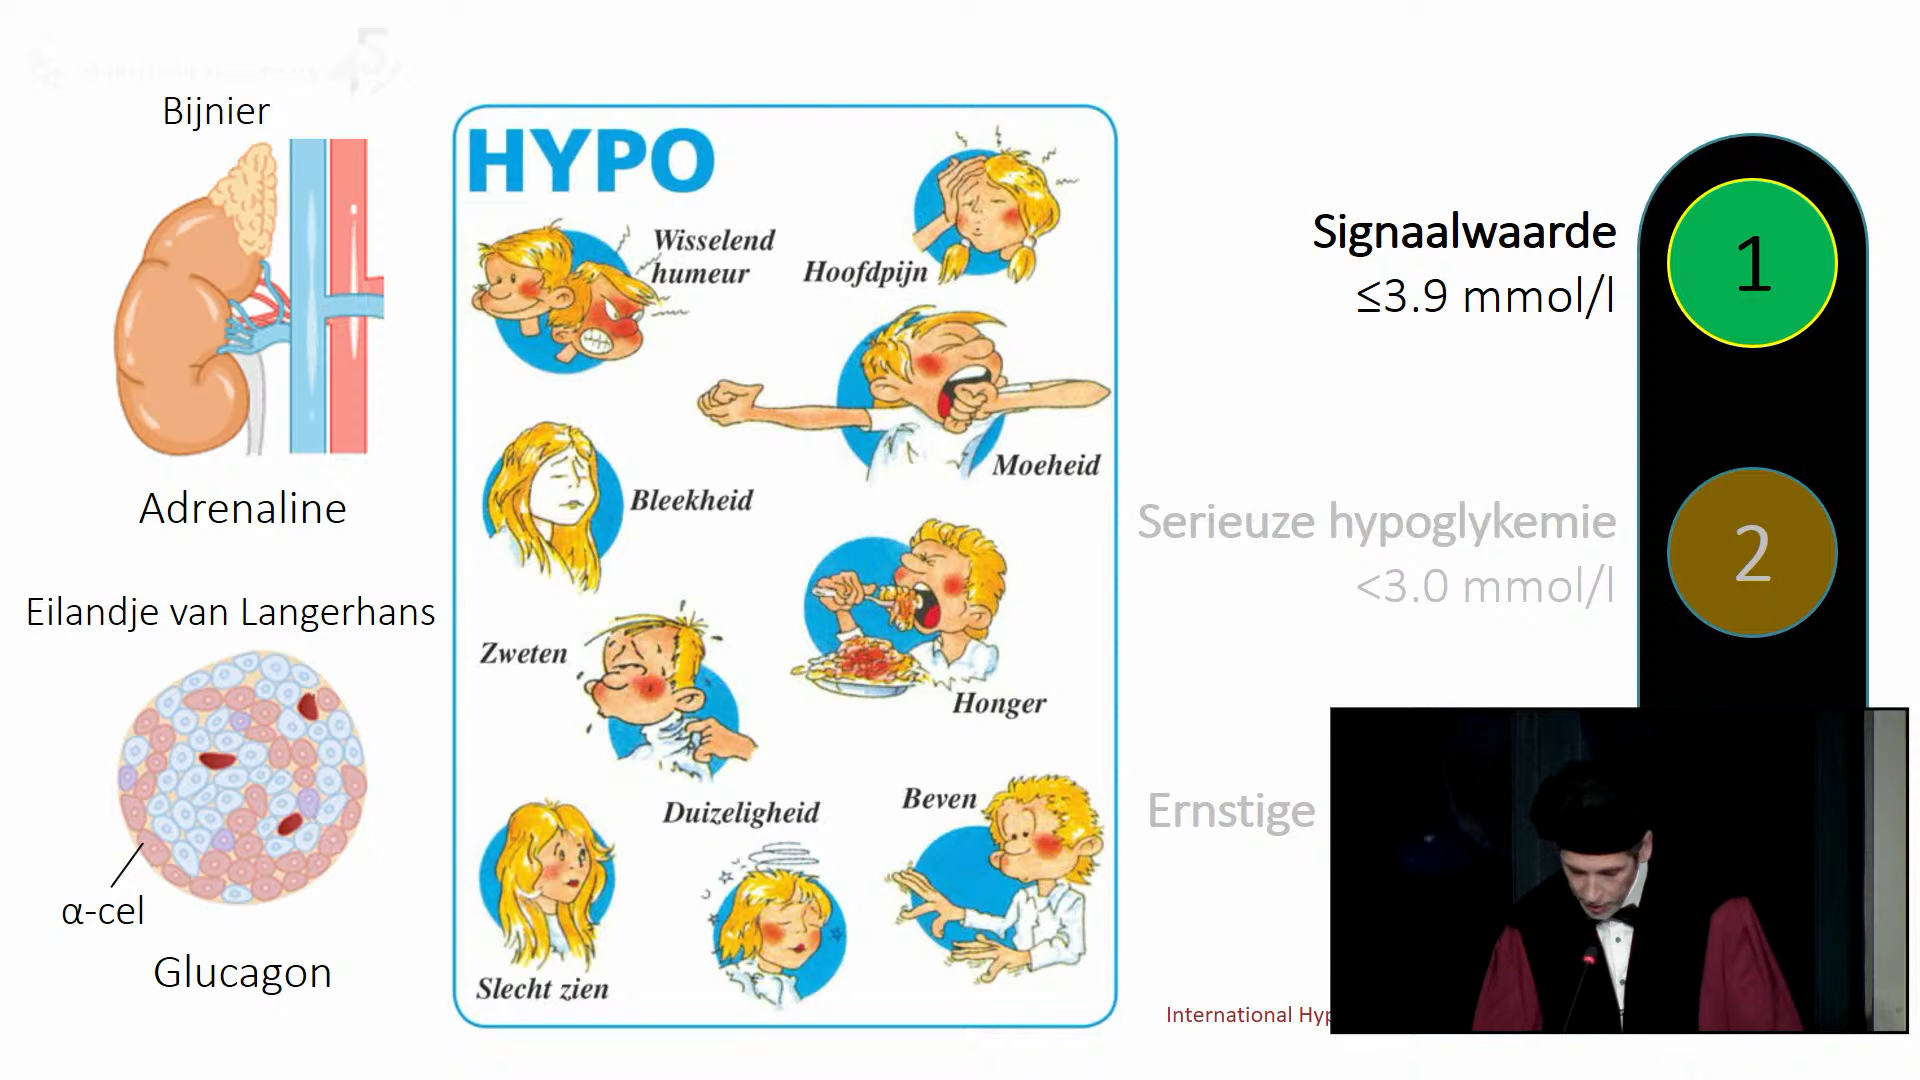 Bijnier
Adrenaline
Eilandje van Langerhans
α-cel
Glucagon
HYPO
Wisselend
humeur
Hoofdpijn
Moeheid
Bleekheid
Zweten
Honger
Duizeligheid
Beven
Slecht zien
Signaalwaarde
≤3.9 mmol/l
1
Serieuze hypoglykemie
<3.0 mmol/l
2
Ernstige
International